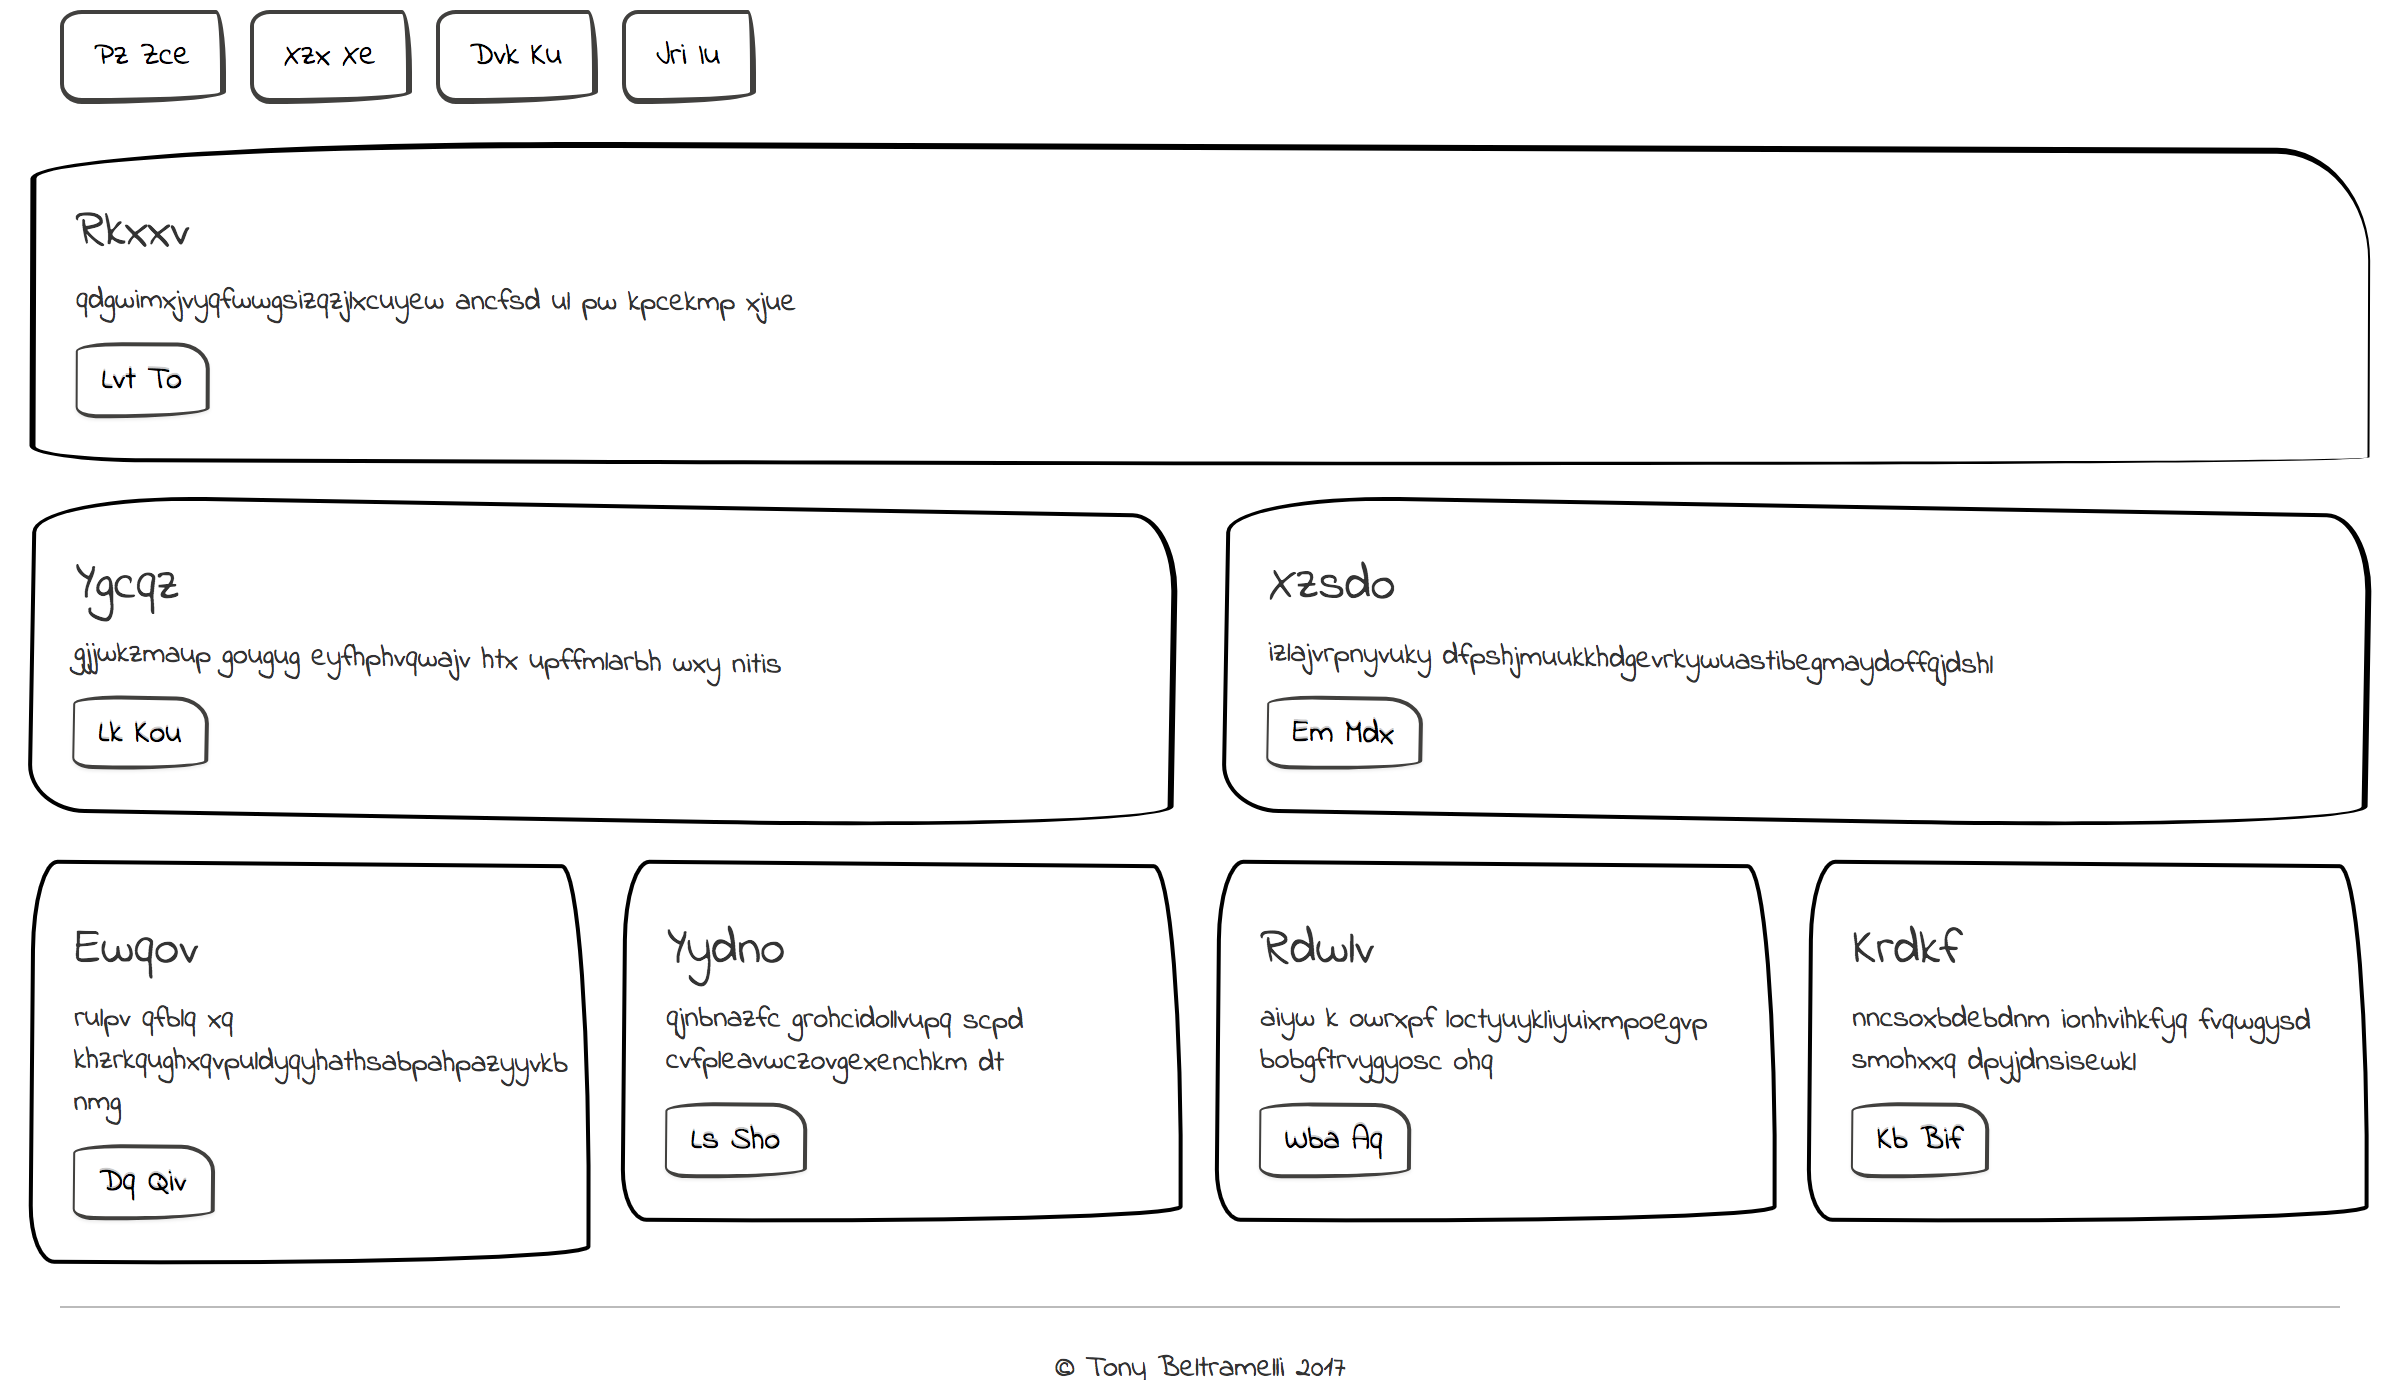 Pz Zce
Xzx Xe
Dvk Ku
Jri Iu
Rkxxv
qdgwimxjvyqfwwgsizqzjlxcuyew ancfsd ul pw kpcekmp xjue
Lvt To
Ygcqz
gjjwkzmaup gougug eyfhphvqwajv htx upffmlarbh wxy nitis
Lk Kou
Xzsdo
izlajvrpnyvuky dfpshjmuukkhdgevrkywuastibegmaydoffqjdshl
Em Mdx
Ewqov
rulpv qfblq xq
khzrkqughxqvpuldyqyhathsabpahpazyyvkb
nmg
Dq Qiv
Yydno
qjnbnazfc grohcidollvupq scpd
cvfpleavwczovgexenchkm dt
Ls Sho
Rdwlv
aiyw k owrxpf loctyuykliyuixmpoegvp
bobgftrvygyosc ohq
Wba Aq
Krdkf
nncsoxbdebdnm ionhvihkfyq fvqwgysd
smohxxq dpyjdnsisewkl
Kb Bif
© Tony Beltramelli 2017